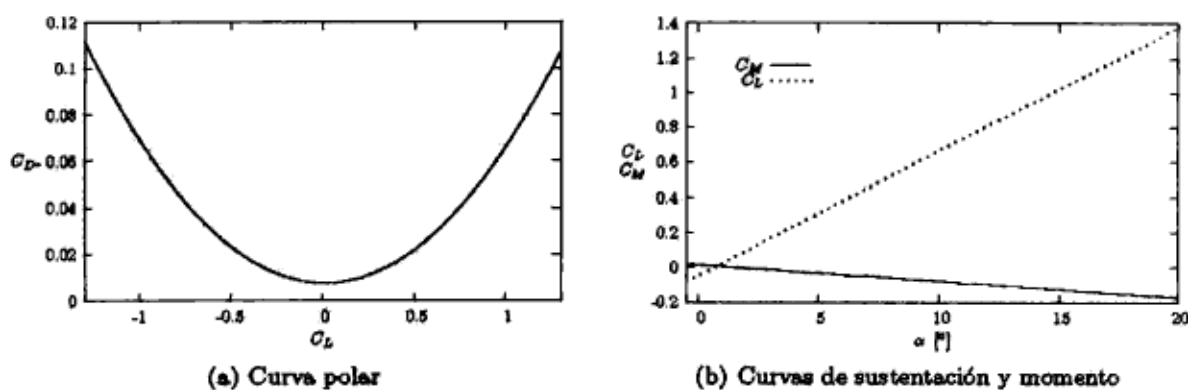 0.12
0.1
0.08
C_D
0.06
0.04
0.02
0
-1
-0.5
0
0.5
1
C_L
(a) Curva polar
1.4
1.2
1
0.8
C_L
C_M
0.6
0.4
0.2
0
-0.2
C_M
C_L
0
5
10
15
20
α [°]
(b) Curvas de sustentación y momento